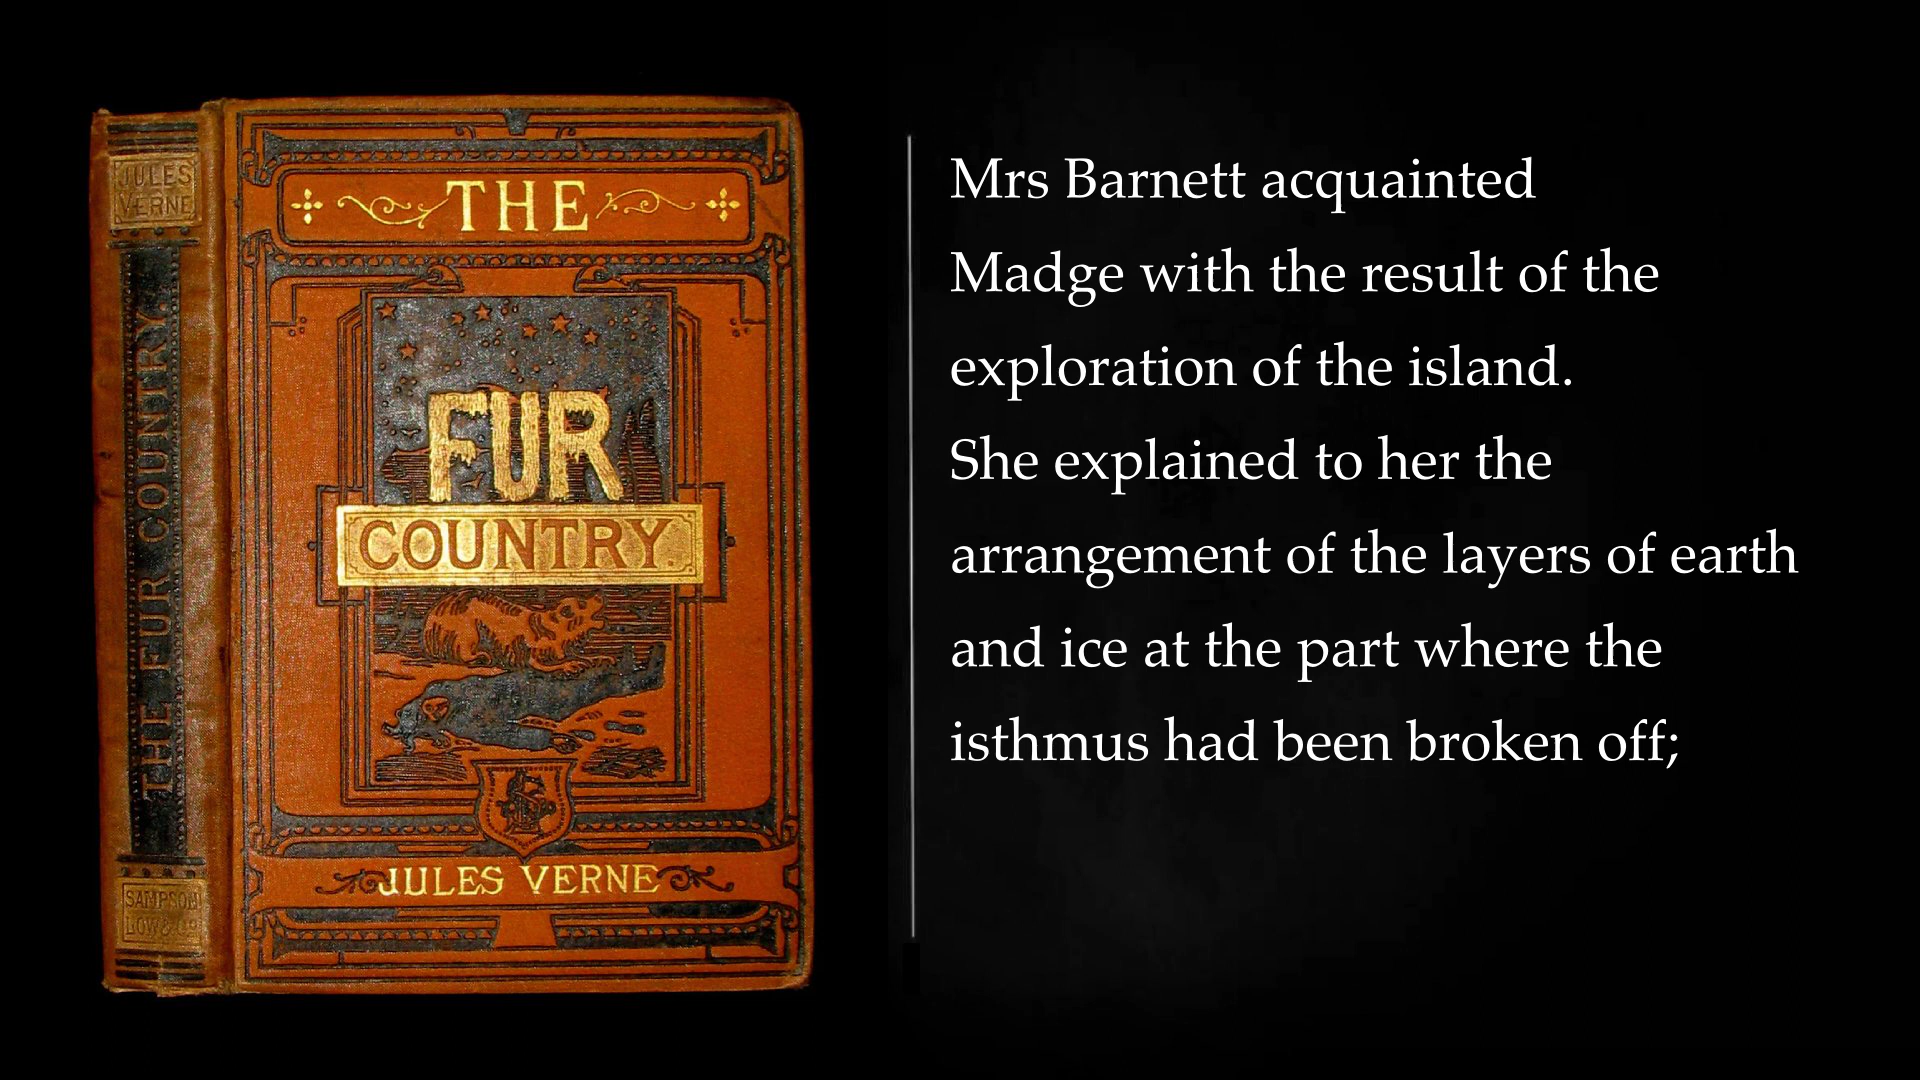 JULES
VERNE
THE FUR COUNTRY.
SAMPSON
LOW & Co
THE
FUR
COUNTRY.
JULES VERNE
Mrs Barnett acquainted
Madge with the result of the
exploration of the island.
She explained to her the
arrangement of the layers of earth
and ice at the part where the
isthmus had been broken off;